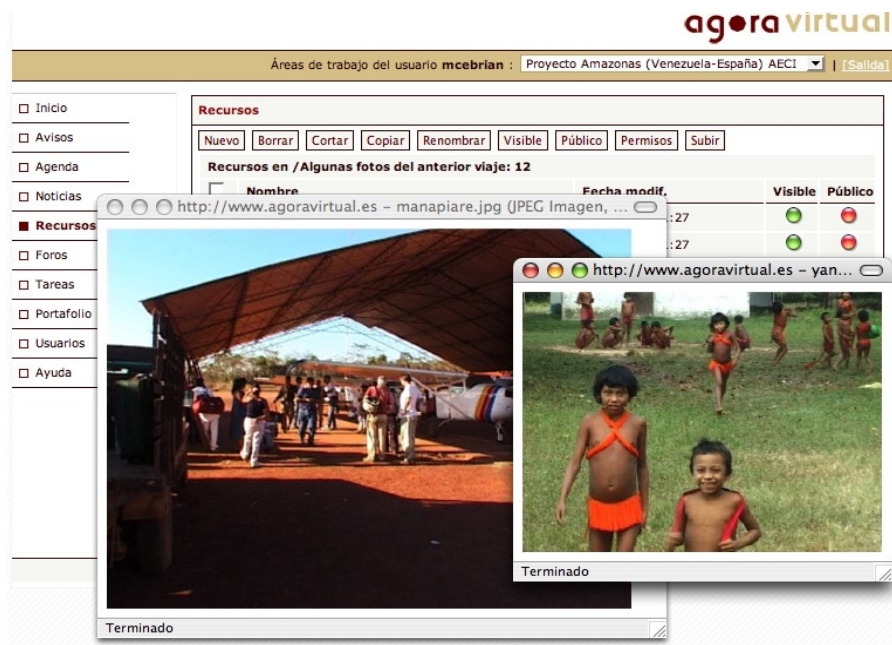 agora virtual
Áreas de trabajo del usuario mcebrian : Proyecto Amazonas (Venezuela-España) AECI | [Salida]
Inicio
Avisos
Agenda
Noticias
Recursos
Foros
Tareas
Portafolio
Usuarios
Ayuda
Recursos
Nuevo Borrar Cortar Copiar Renombrar Visible Público Permisos Subir
Recursos en /Algunas fotos del anterior viaje: 12
Nombre Fecha modif. Visible Público
:27
:27
http://www.agoravirtual.es – manapiare.jpg (JPEG Imagen, ...
Terminado
http://www.agoravirtual.es – yan...
Terminado